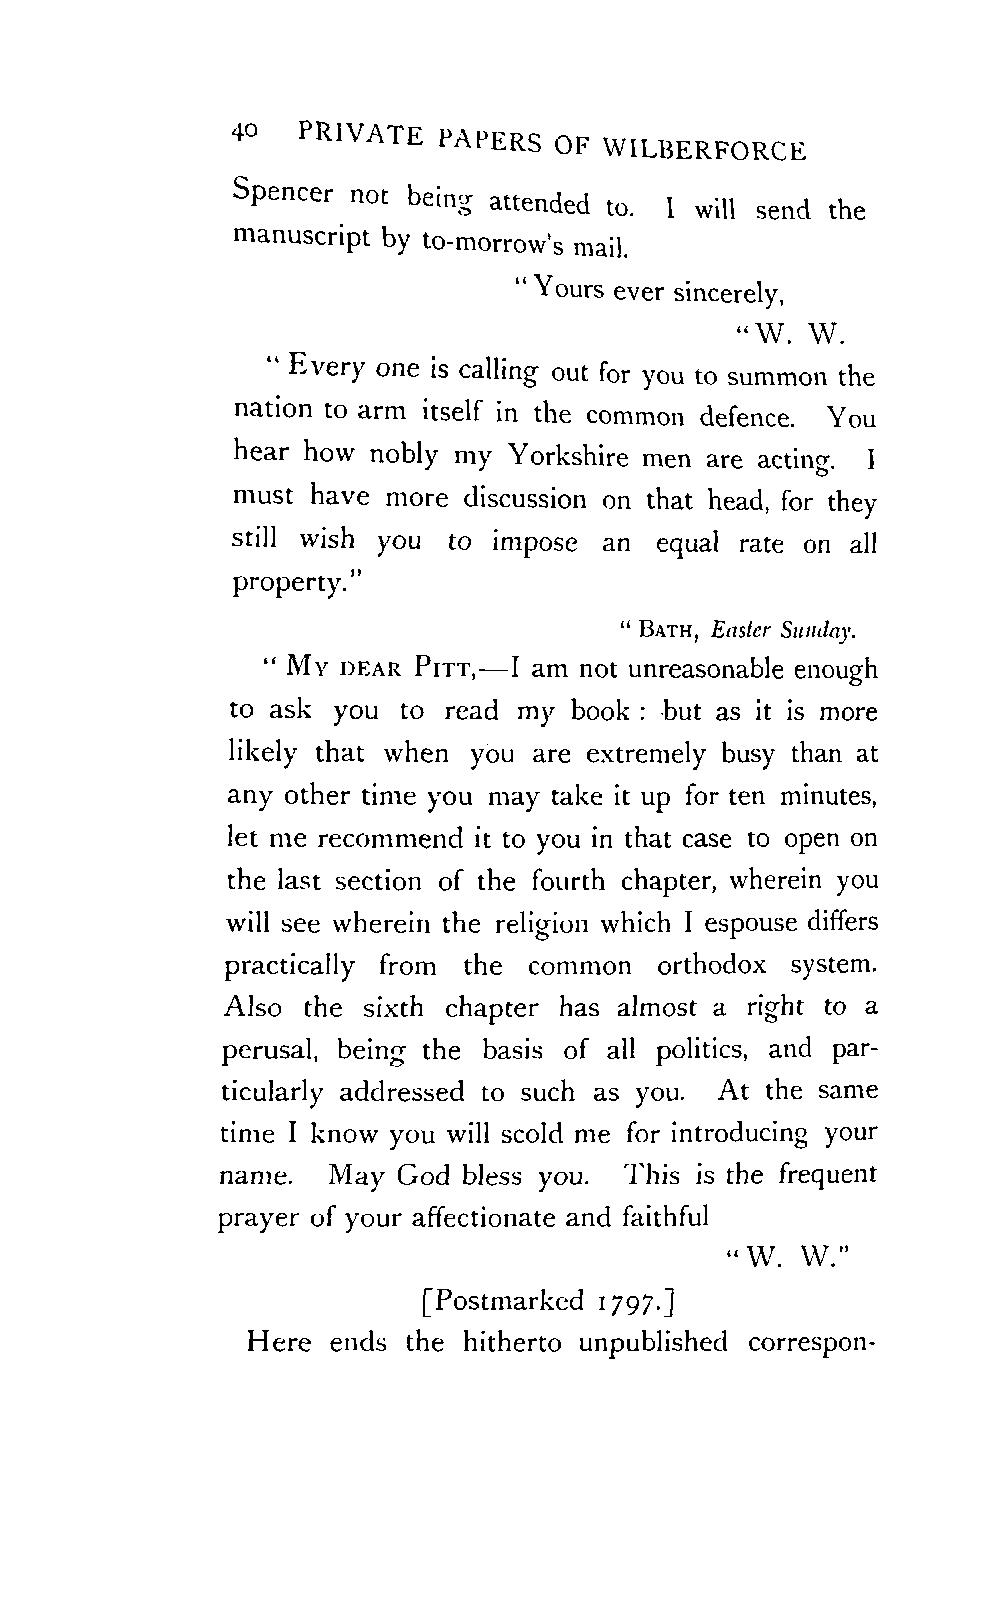 40 PRIVATE PAPERS OF WILBERFORCE
Spencer not being attended to. I will send the
manuscript by to-morrow's mail.
“Yours ever sincerely,
“W. W.
“Every one is calling out for you to summon the
nation to arm itself in the common defence. You
hear how nobly my Yorkshire men are acting. I
must have more discussion on that head, for they
still wish you to impose an equal rate on all
property.”
“BATH, Easter Sunday.
“MY DEAR PITT,—I am not unreasonable enough
to ask you to read my book : but as it is more
likely that when you are extremely busy than at
any other time you may take it up for ten minutes,
let me recommend it to you in that case to open on
the last section of the fourth chapter, wherein you
will see wherein the religion which I espouse differs
practically from the common orthodox system.
Also the sixth chapter has almost a right to a
perusal, being the basis of all politics, and par-
ticularly addressed to such as you. At the same
time I know you will scold me for introducing your
name. May God bless you. This is the frequent
prayer of your affectionate and faithful
“W. W.”
[Postmarked 1797.]
Here ends the hitherto unpublished correspon-